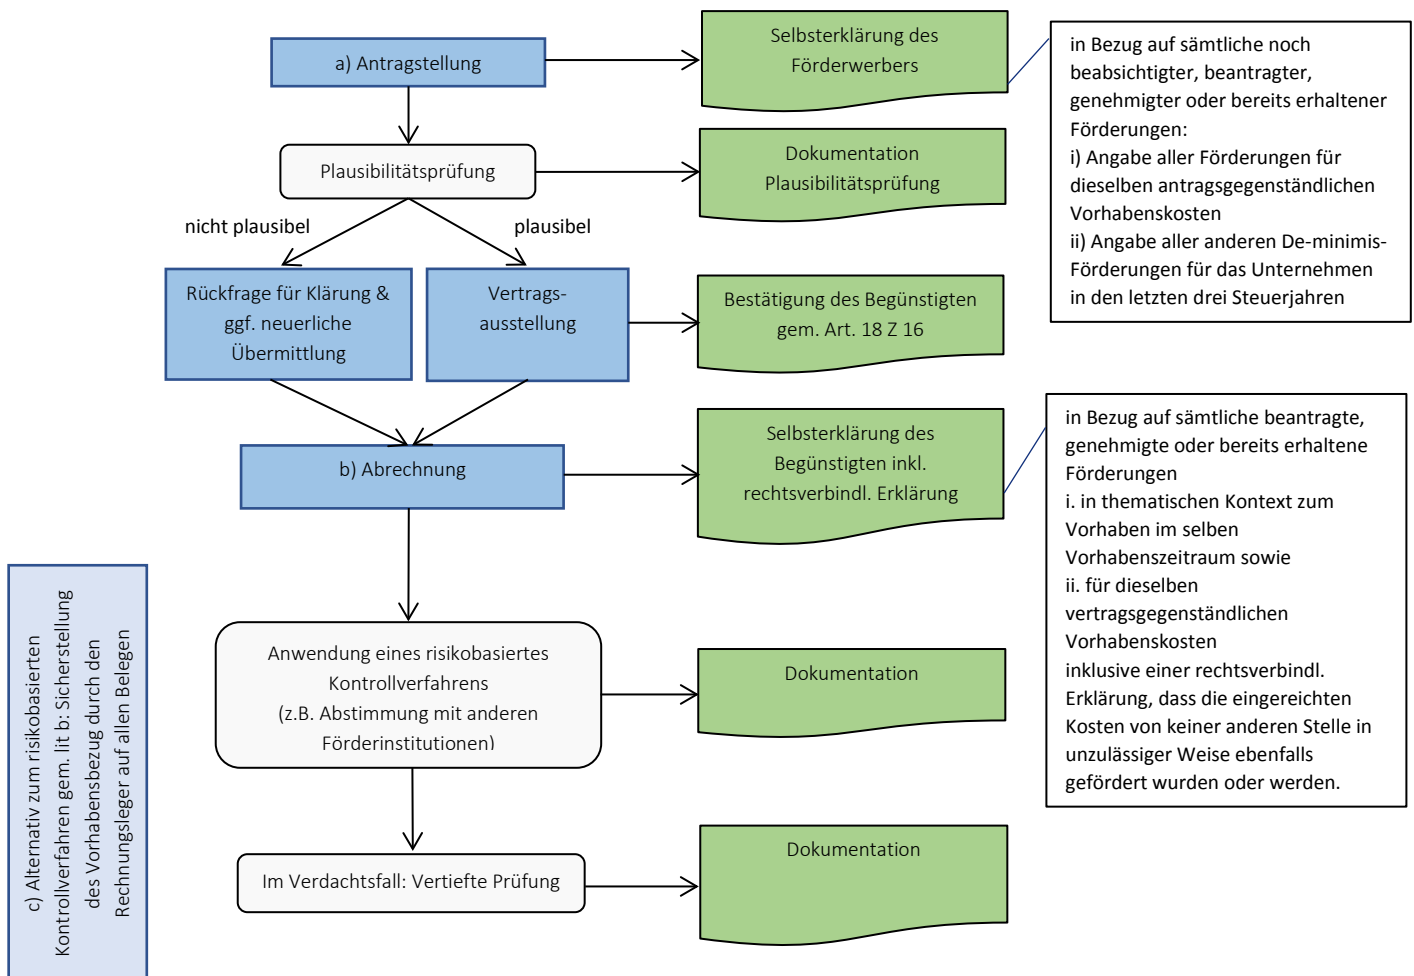 a) Antragstellung
Selbsterklärung des
Förderwerbers
in Bezug auf sämtliche noch
beabsichtigter, beantragter,
genehmigter oder bereits erhaltener
Förderungen:
i) Angabe aller Förderungen für
dieselben antragsgegenständlichen
Vorhabenskosten
ii) Angabe aller anderen De-minimis-
Förderungen für das Unternehmen
in den letzten drei Steuerjahren
Plausibilitätsprüfung
Dokumentation
Plausibilitätsprüfung
nicht plausibel
plausibel
Rückfrage für Klärung &
ggf. neuerliche
Übermittlung
Vertrags-
ausstellung
Bestätigung des Begünstigten
gem. Art. 18 Z 16
b) Abrechnung
Selbsterklärung des
Begünstigten inkl.
rechtsverbindl. Erklärung
in Bezug auf sämtliche beantragte,
genehmigte oder bereits erhaltene
Förderungen
i. in thematischen Kontext zum
Vorhaben im selben
Vorhabenszeitraum sowie
ii. für dieselben
vertragsgegenständlichen
Vorhabenskosten
inklusive einer rechtsverbindl.
Erklärung, dass die eingereichten
Kosten von keiner anderen Stelle in
unzulässiger Weise ebenfalls
gefördert wurden oder werden.
c) Alternativ zum risikobasierten
Kontrollverfahren gem. lit b: Sicherstellung
des Vorhabensbezug durch den
Rechnungsleger auf allen Belegen
Anwendung eines risikobasiertes
Kontrollverfahrens
(z.B. Abstimmung mit anderen
Förderinstitutionen)
Dokumentation
Im Verdachtsfall: Vertiefte Prüfung
Dokumentation